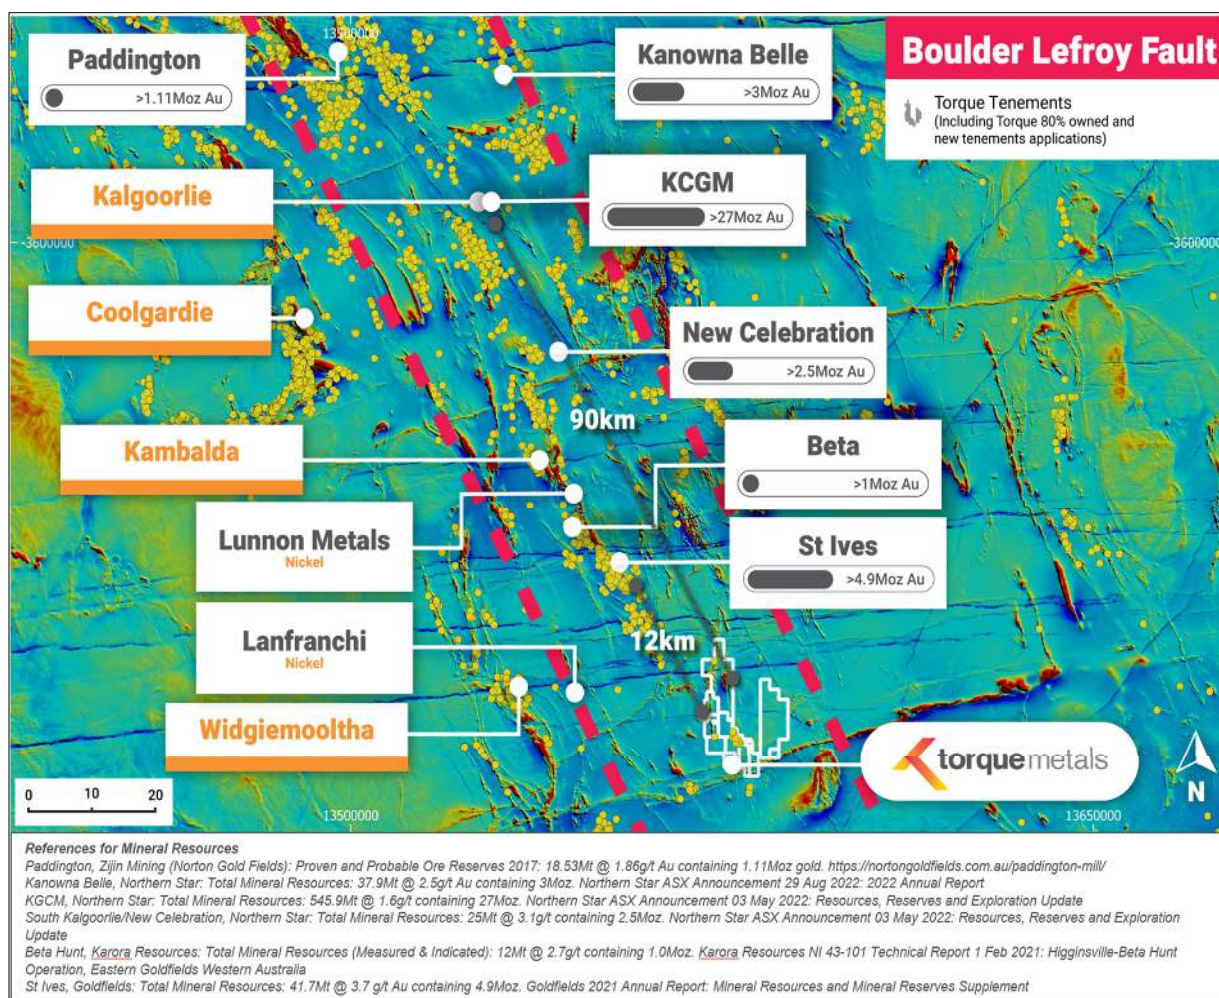 13500000
Paddington
>1.11Moz Au
Kanowna Belle
>3Moz Au
Boulder Lefroy Fault
Torque Tenements
(Including Torque 80% owned and
new tenements applications)
Kalgoorlie
KCGM
>27Moz Au
-3600000
-3600000
Coolgardie
New Celebration
>2.5Moz Au
90km
Kambalda
Beta
>1Moz Au
Lunnon Metals
Nickel
St Ives
>4.9Moz Au
Lanfranchi
Nickel
12km
Widgiemooltha
torquemetals
N
0 10 20
13500000
13650000
References for Mineral Resources
Paddington, Zijin Mining (Norton Gold Fields): Proven and Probable Ore Reserves 2017: 18.53Mt @ 1.86g/t Au containing 1.11Moz gold. https://nortongoldfields.com.au/paddington-mill/
Kanowna Belle, Northern Star: Total Mineral Resources: 37.9Mt @ 2.5g/t Au containing 3Moz. Northern Star ASX Announcement 29 Aug 2022: 2022 Annual Report
KGCM, Northern Star: Total Mineral Resources: 545.9Mt @ 1.6g/t containing 27Moz. Northern Star ASX Announcement 03 May 2022: Resources, Reserves and Exploration Update
South Kalgoorlie/New Celebration, Northern Star: Total Mineral Resources: 25Mt @ 3.1g/t containing 2.5Moz. Northern Star ASX Announcement 03 May 2022: Resources, Reserves and Exploration
Update
Beta Hunt, Karora Resources: Total Mineral Resources (Measured & Indicated): 12Mt @ 2.7g/t containing 1.0Moz. Karora Resources NI 43-101 Technical Report 1 Feb 2021: Higginsville-Beta Hunt
Operation, Eastern Goldfields Western Australia
St Ives, Goldfields: Total Mineral Resources: 41.7Mt @ 3.7 g/t Au containing 4.9Moz. Goldfields 2021 Annual Report: Mineral Resources and Mineral Reserves Supplement